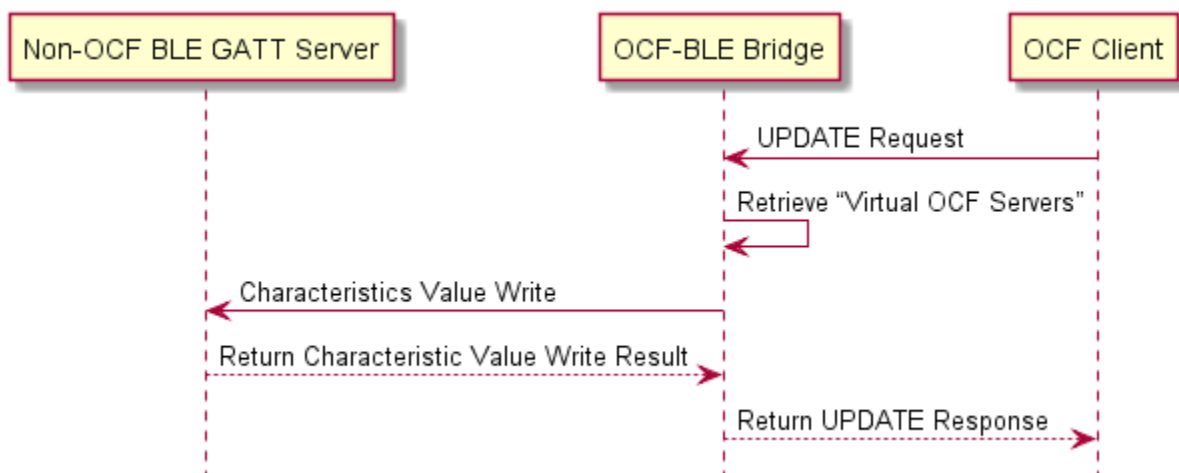 Non-OCF BLE GATT Server
OCF-BLE Bridge
OCF Client
UPDATE Request
Retrieve “Virtual OCF Servers”
Characteristics Value Write
Return Characteristic Value Write Result
Return UPDATE Response